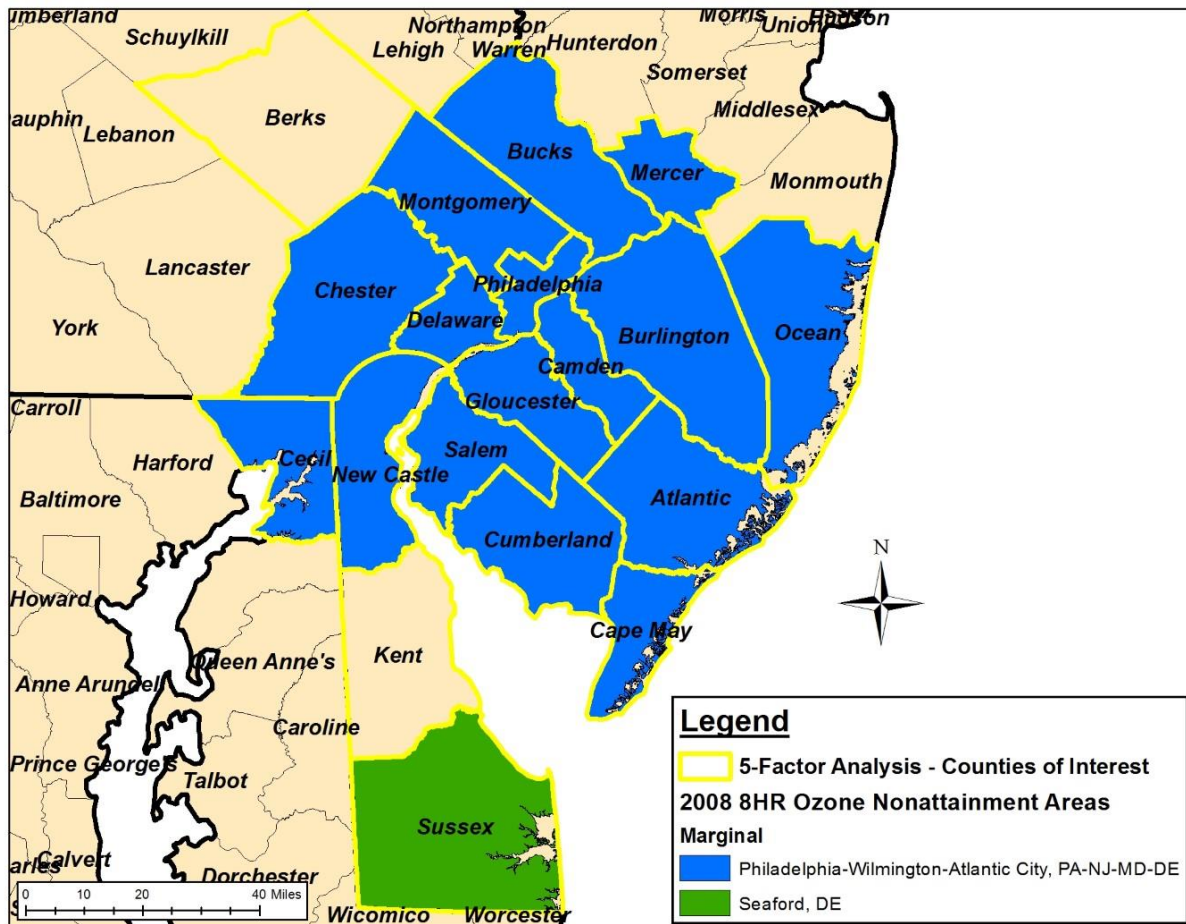 umberland
Schuylkill
Northampton
Lehigh
Warren
Hunterdon
Morris
Union
Hudson
Somerset
Middlesex
auphin
Lebanon
Berks
Bucks
Mercer
Monmouth
Montgomery
Lancaster
Chester
Philadelphia
Delaware
York
Burlington
Ocean
Camden
Gloucester
Carroll
Harford
Cecil
New Castle
Salem
Baltimore
Atlantic
Cumberland
Howard
Cape May
Kent
Queen Anne's
Anne Arundel
Caroline
Prince George's
Talbot
Sussex
arles
Calvert
Dorchester
Wicomico
Worcester
N
0 10 20 40 Miles
Legend
5-Factor Analysis - Counties of Interest
2008 8HR Ozone Nonattainment Areas
Marginal
Philadelphia-Wilmington-Atlantic City, PA-NJ-MD-DE
Seaford, DE